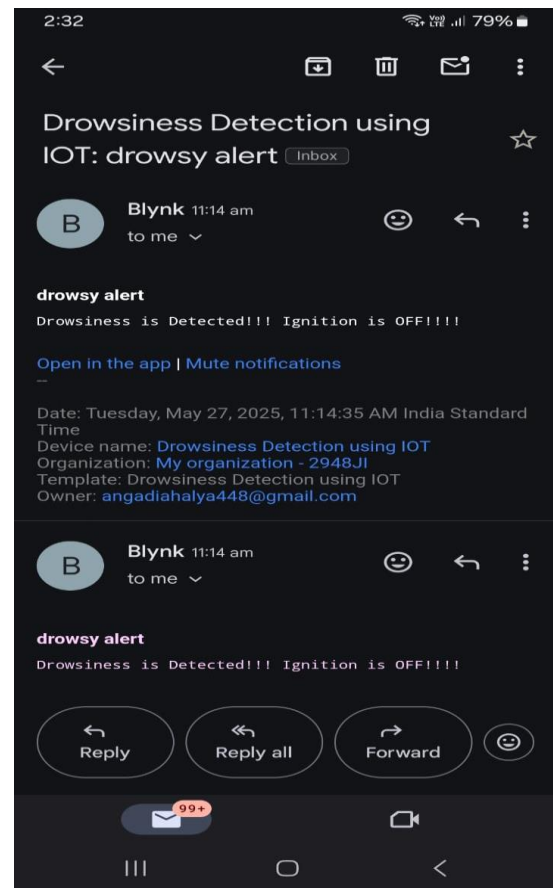 2:32
Vo))
LTE
79%
Drowsiness Detection using
IOT: drowsy alert Inbox
B
Blynk 11:14 am
to me
drowsy alert
Drowsiness is Detected!!! Ignition is OFF!!!!
Open in the app | Mute notifications
--
Date: Tuesday, May 27, 2025, 11:14:35 AM India Standard
Time
Device name: Drowsiness Detection using IOT
Organization: My organization - 2948JI
Template: Drowsiness Detection using IOT
Owner: angadiahalya448@gmail.com
B
Blynk 11:14 am
to me
drowsy alert
Drowsiness is Detected!!! Ignition is OFF!!!!
Reply
Reply all
Forward
99+